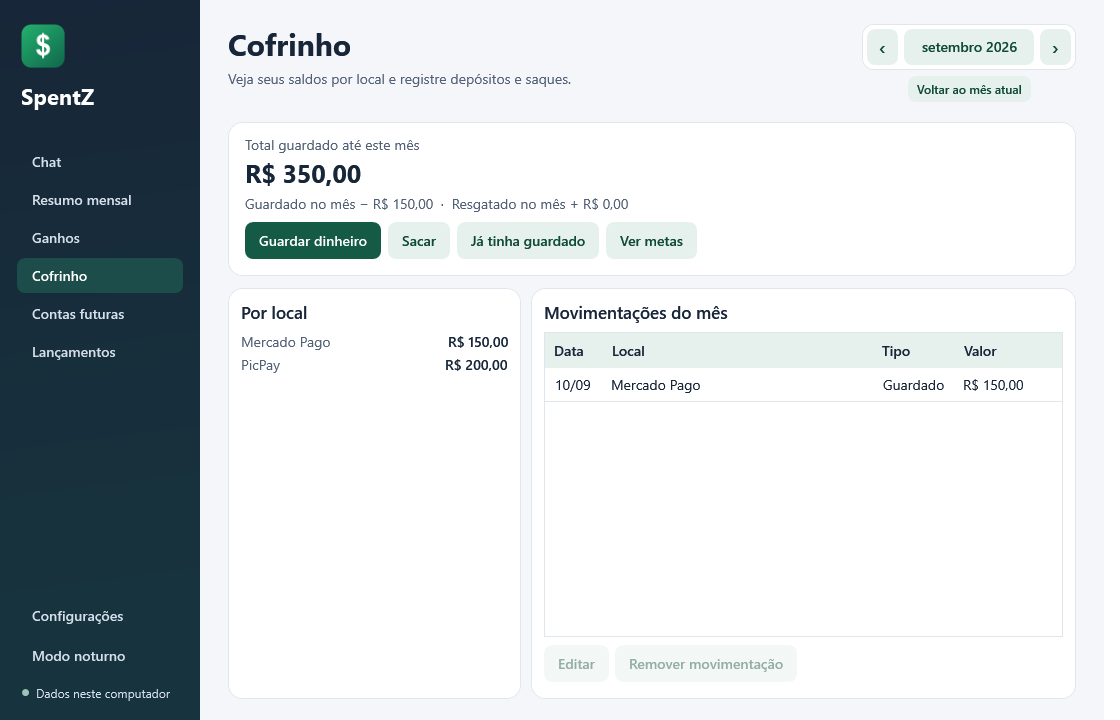 $
SpentZ
Chat
Resumo mensal
Ganhos
Cofrinho
Contas futuras
Lançamentos
Configurações
Modo noturno
Dados neste computador
Cofrinho
Veja seus saldos por local e registre depósitos e saques.
‹ setembro 2026 ›
Voltar ao mês atual
Total guardado até este mês
R$ 350,00
Guardado no mês − R$ 150,00 · Resgatado no mês + R$ 0,00
Guardar dinheiro Sacar Já tinha guardado Ver metas
Por local
Mercado Pago R$ 150,00
PicPay R$ 200,00
Movimentações do mês
Data Local Tipo Valor
10/09 Mercado Pago Guardado R$ 150,00
Editar Remover movimentação